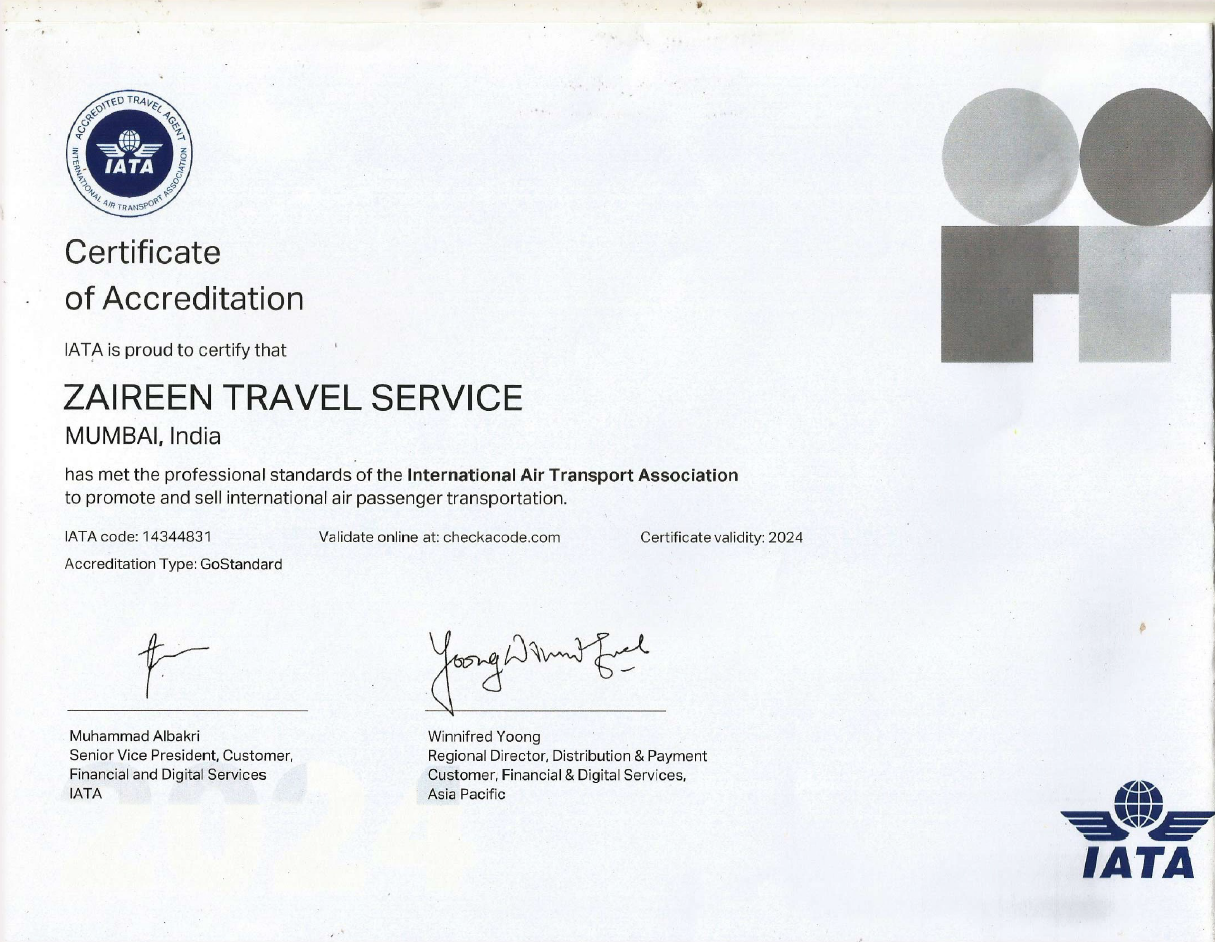 ACCREDITED TRAVEL AGENT
IATA
INTERNATIONAL AIR TRANSPORT ASSOCIATION
Certificate
of Accreditation
IATA is proud to certify that
ZAIREEN TRAVEL SERVICE
MUMBAI, India
has met the professional standards of the International Air Transport Association
to promote and sell international air passenger transportation.
IATA code: 14344831 Validate online at: checkacode.com Certificate validity: 2024
Accreditation Type: GoStandard
Muhammad Albakri
Senior Vice President, Customer,
Financial and Digital Services
IATA
Yoong
Winnifred Yoong
Regional Director, Distribution & Payment
Customer, Financial & Digital Services,
Asia Pacific
2024
IATA